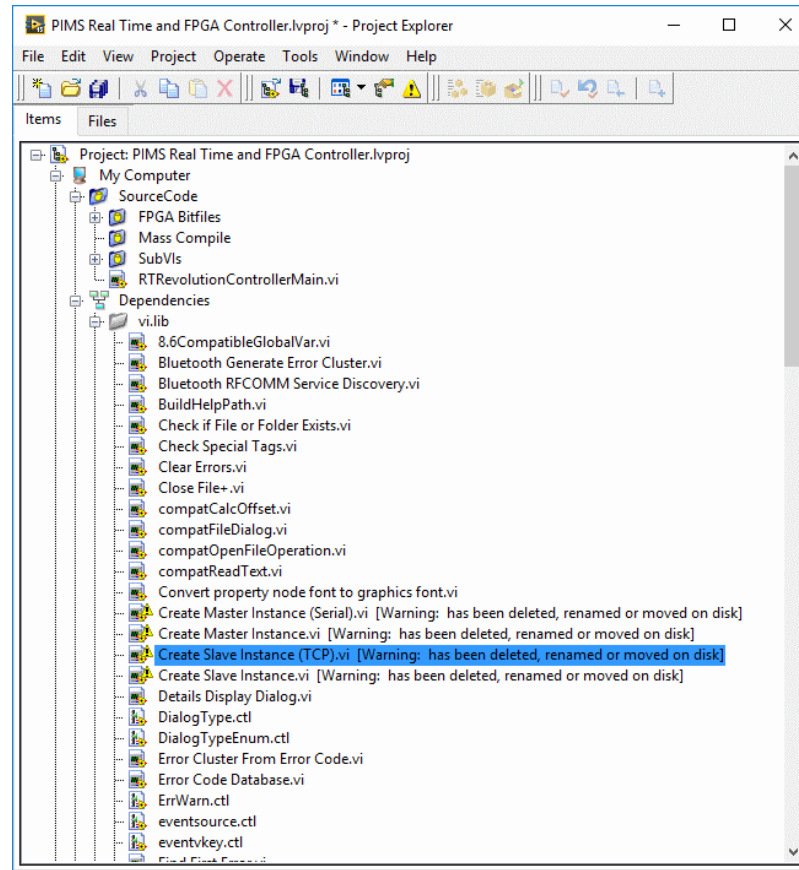 PIMS Real Time and FPGA Controller.lvproj * - Project Explorer
File Edit View Project Operate Tools Window Help
Items Files
Project: PIMS Real Time and FPGA Controller.lvproj
My Computer
SourceCode
FPGA Bitfiles
Mass Compile
SubVIs
RTRevolutionControllerMain.vi
Dependencies
vi.lib
8.6CompatibleGlobalVar.vi
Bluetooth Generate Error Cluster.vi
Bluetooth RFCOMM Service Discovery.vi
BuildHelpPath.vi
Check if File or Folder Exists.vi
Check Special Tags.vi
Clear Errors.vi
Close File+.vi
compatCalcOffset.vi
compatFileDialog.vi
compatOpenFileOperation.vi
compatReadText.vi
Convert property node font to graphics font.vi
Create Master Instance (Serial).vi [Warning: has been deleted, renamed or moved on disk]
Create Master Instance.vi [Warning: has been deleted, renamed or moved on disk]
Create Slave Instance (TCP).vi [Warning: has been deleted, renamed or moved on disk]
Create Slave Instance.vi [Warning: has been deleted, renamed or moved on disk]
Details Display Dialog.vi
DialogType.ctl
DialogTypeEnum.ctl
Error Cluster From Error Code.vi
Error Code Database.vi
ErrWarn.ctl
eventsource.ctl
eventvkey.ctl
Find First Error.vi